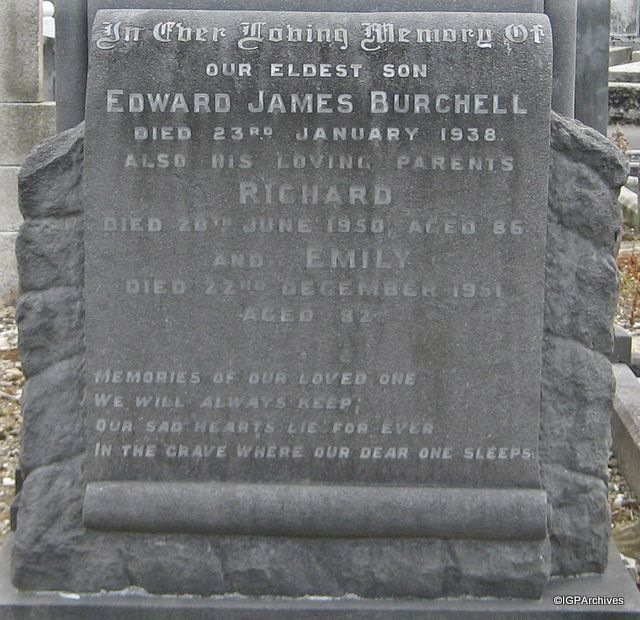 In Ever Loving Memory Of
OUR ELDEST SON
EDWARD JAMES BURCHELL
DIED 23RD JANUARY 1938.
ALSO HIS LOVING PARENTS
RICHARD
DIED 20TH JUNE 1950, AGED 86
AND EMILY
DIED 22ND DECEMBER 1951
AGED 82
MEMORIES OF OUR LOVED ONE
WE WILL ALWAYS KEEP,
OUR SAD HEARTS LIE FOR EVER
IN THE GRAVE WHERE OUR DEAR ONE SLEEPS.
©IGPArchives